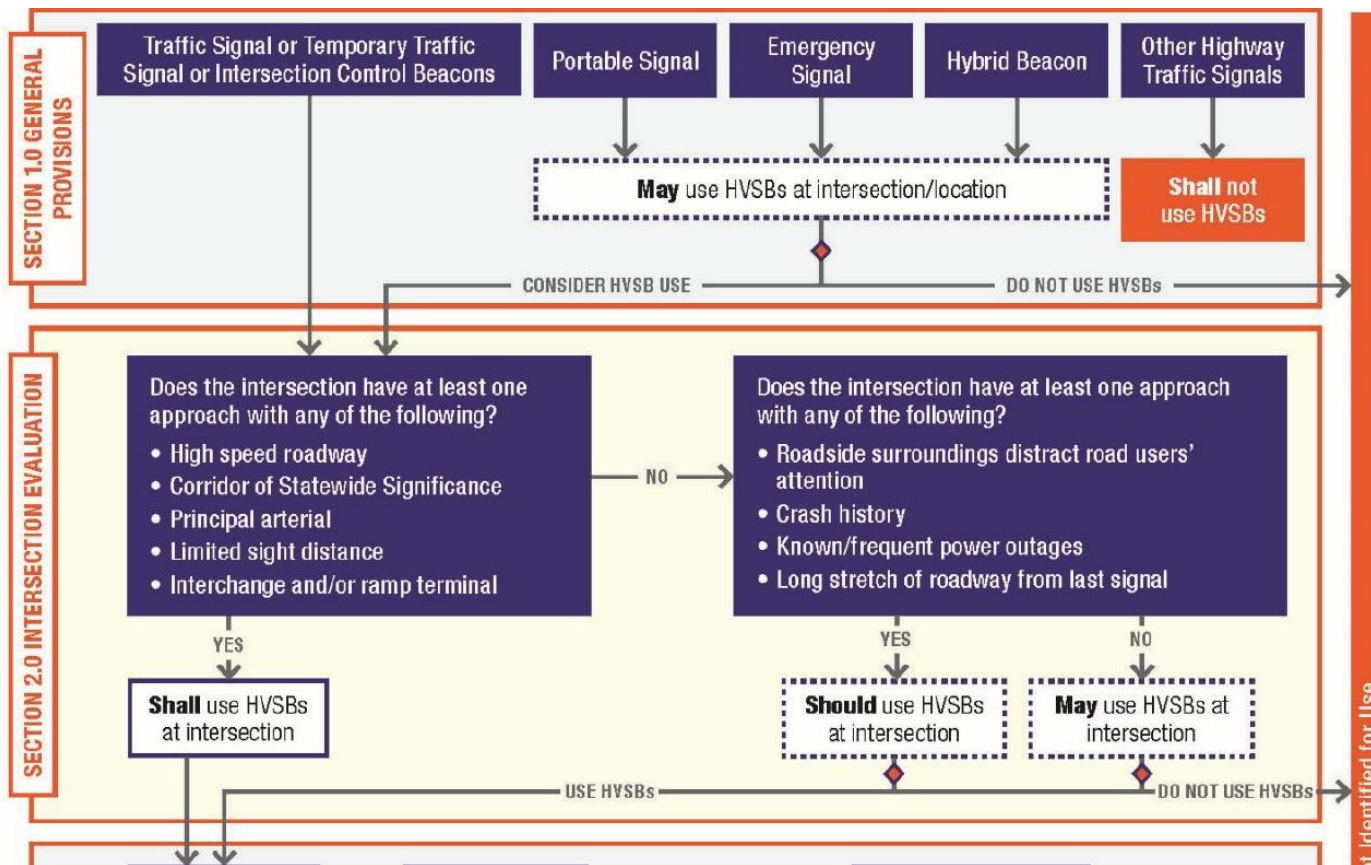 SECTION 1.0 GENERAL
PROVISIONS
Traffic Signal or Temporary Traffic
Signal or Intersection Control Beacons
Portable Signal
Emergency
Signal
Hybrid Beacon
Other Highway
Traffic Signals
May use HVSBs at intersection/location
Shall not
use HVSBs
CONSIDER HVSB USE
DO NOT USE HVSBs
SECTION 2.0 INTERSECTION EVALUATION
Does the intersection have at least one
approach with any of the following?
• High speed roadway
• Corridor of Statewide Significance
• Principal arterial
• Limited sight distance
• Interchange and/or ramp terminal
NO
Does the intersection have at least one approach
with any of the following?
• Roadside surroundings distract road users'
attention
• Crash history
• Known/frequent power outages
• Long stretch of roadway from last signal
YES
YES
NO
Shall use HVSBs
at intersection
Should use HVSBs
at intersection
May use HVSBs at
intersection
USE HVSBs
DO NOT USE HVSBs
Identified for Use